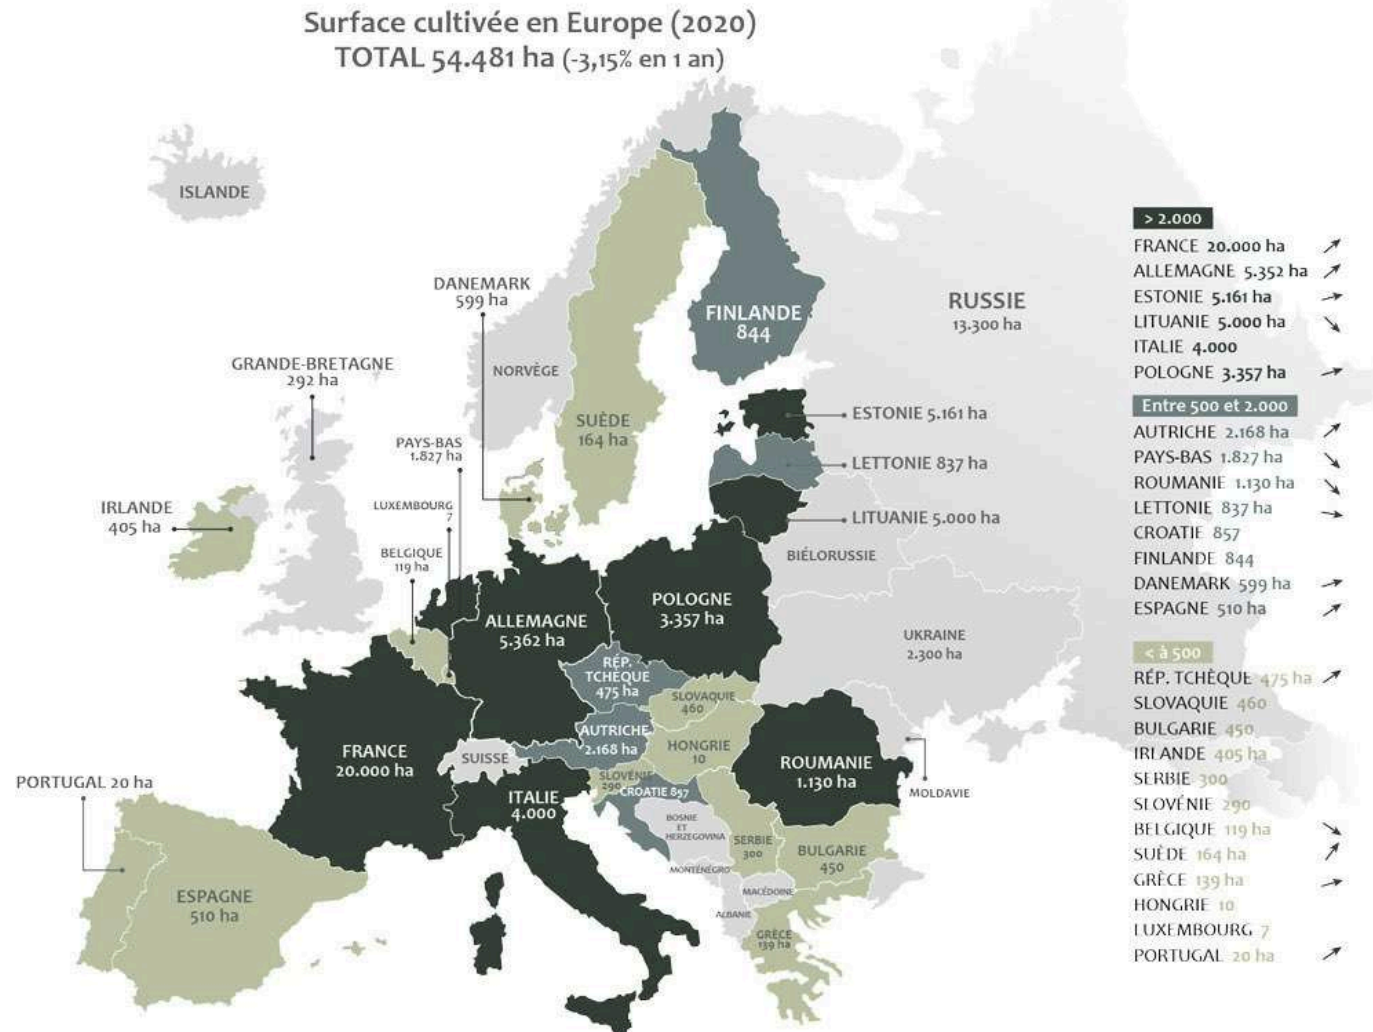 Surface cultivée en Europe (2020)
TOTAL 54.481 ha (-3,15% en 1 an)
ISLANDE
DANEMARK
599 ha
FINLANDE
844
RUSSIE
13.300 ha
GRANDE-BRETAGNE
292 ha
NORVÈGE
SUÈDE
164 ha
ESTONIE 5.161 ha
PAYS-BAS
1.827 ha
LETTONIE 837 ha
LUXEMBOURG
7
IRLANDE
405 ha
LITUANIE 5.000 ha
BELGIQUE
119 ha
BIÉLORUSSIE
ALLEMAGNE
5.362 ha
POLOGNE
3.357 ha
UKRAINE
2.300 ha
RÉP.
TCHÈQUE
475 ha
SLOVAQUIE
460
AUTRICHE
2.168 ha
HONGRIE
10
FRANCE
20.000 ha
SUISSE
ROUMANIE
1.130 ha
MOLDAVIE
SLOVÉNIE
290
CROATIE 857
PORTUGAL 20 ha
ITALIE
4.000
BOSNIE
ET
HERZEGOVINA
SERBIE
300
BULGARIE
450
MONTÉNÉGRO
MACÉDOINE
ALBANIE
ESPAGNE
510 ha
GRÈCE
139 ha
> 2.000
FRANCE 20.000 ha
ALLEMAGNE 5.352 ha
ESTONIE 5.161 ha
LITUANIE 5.000 ha
ITALIE 4.000
POLOGNE 3.357 ha
Entre 500 et 2.000
AUTRICHE 2.168 ha
PAYS-BAS 1.827 ha
ROUMANIE 1.130 ha
LETTONIE 837 ha
CROATIE 857
FINLANDE 844
DANEMARK 599 ha
ESPAGNE 510 ha
< à 500
RÉP. TCHÈQUE 475 ha
SLOVAQUIE 460
BULGARIE 450
IRLANDE 405 ha
SERBIE 300
SLOVÉNIE 290
BELGIQUE 119 ha
SUÈDE 164 ha
GRÈCE 139 ha
HONGRIE 10
LUXEMBOURG 7
PORTUGAL 20 ha